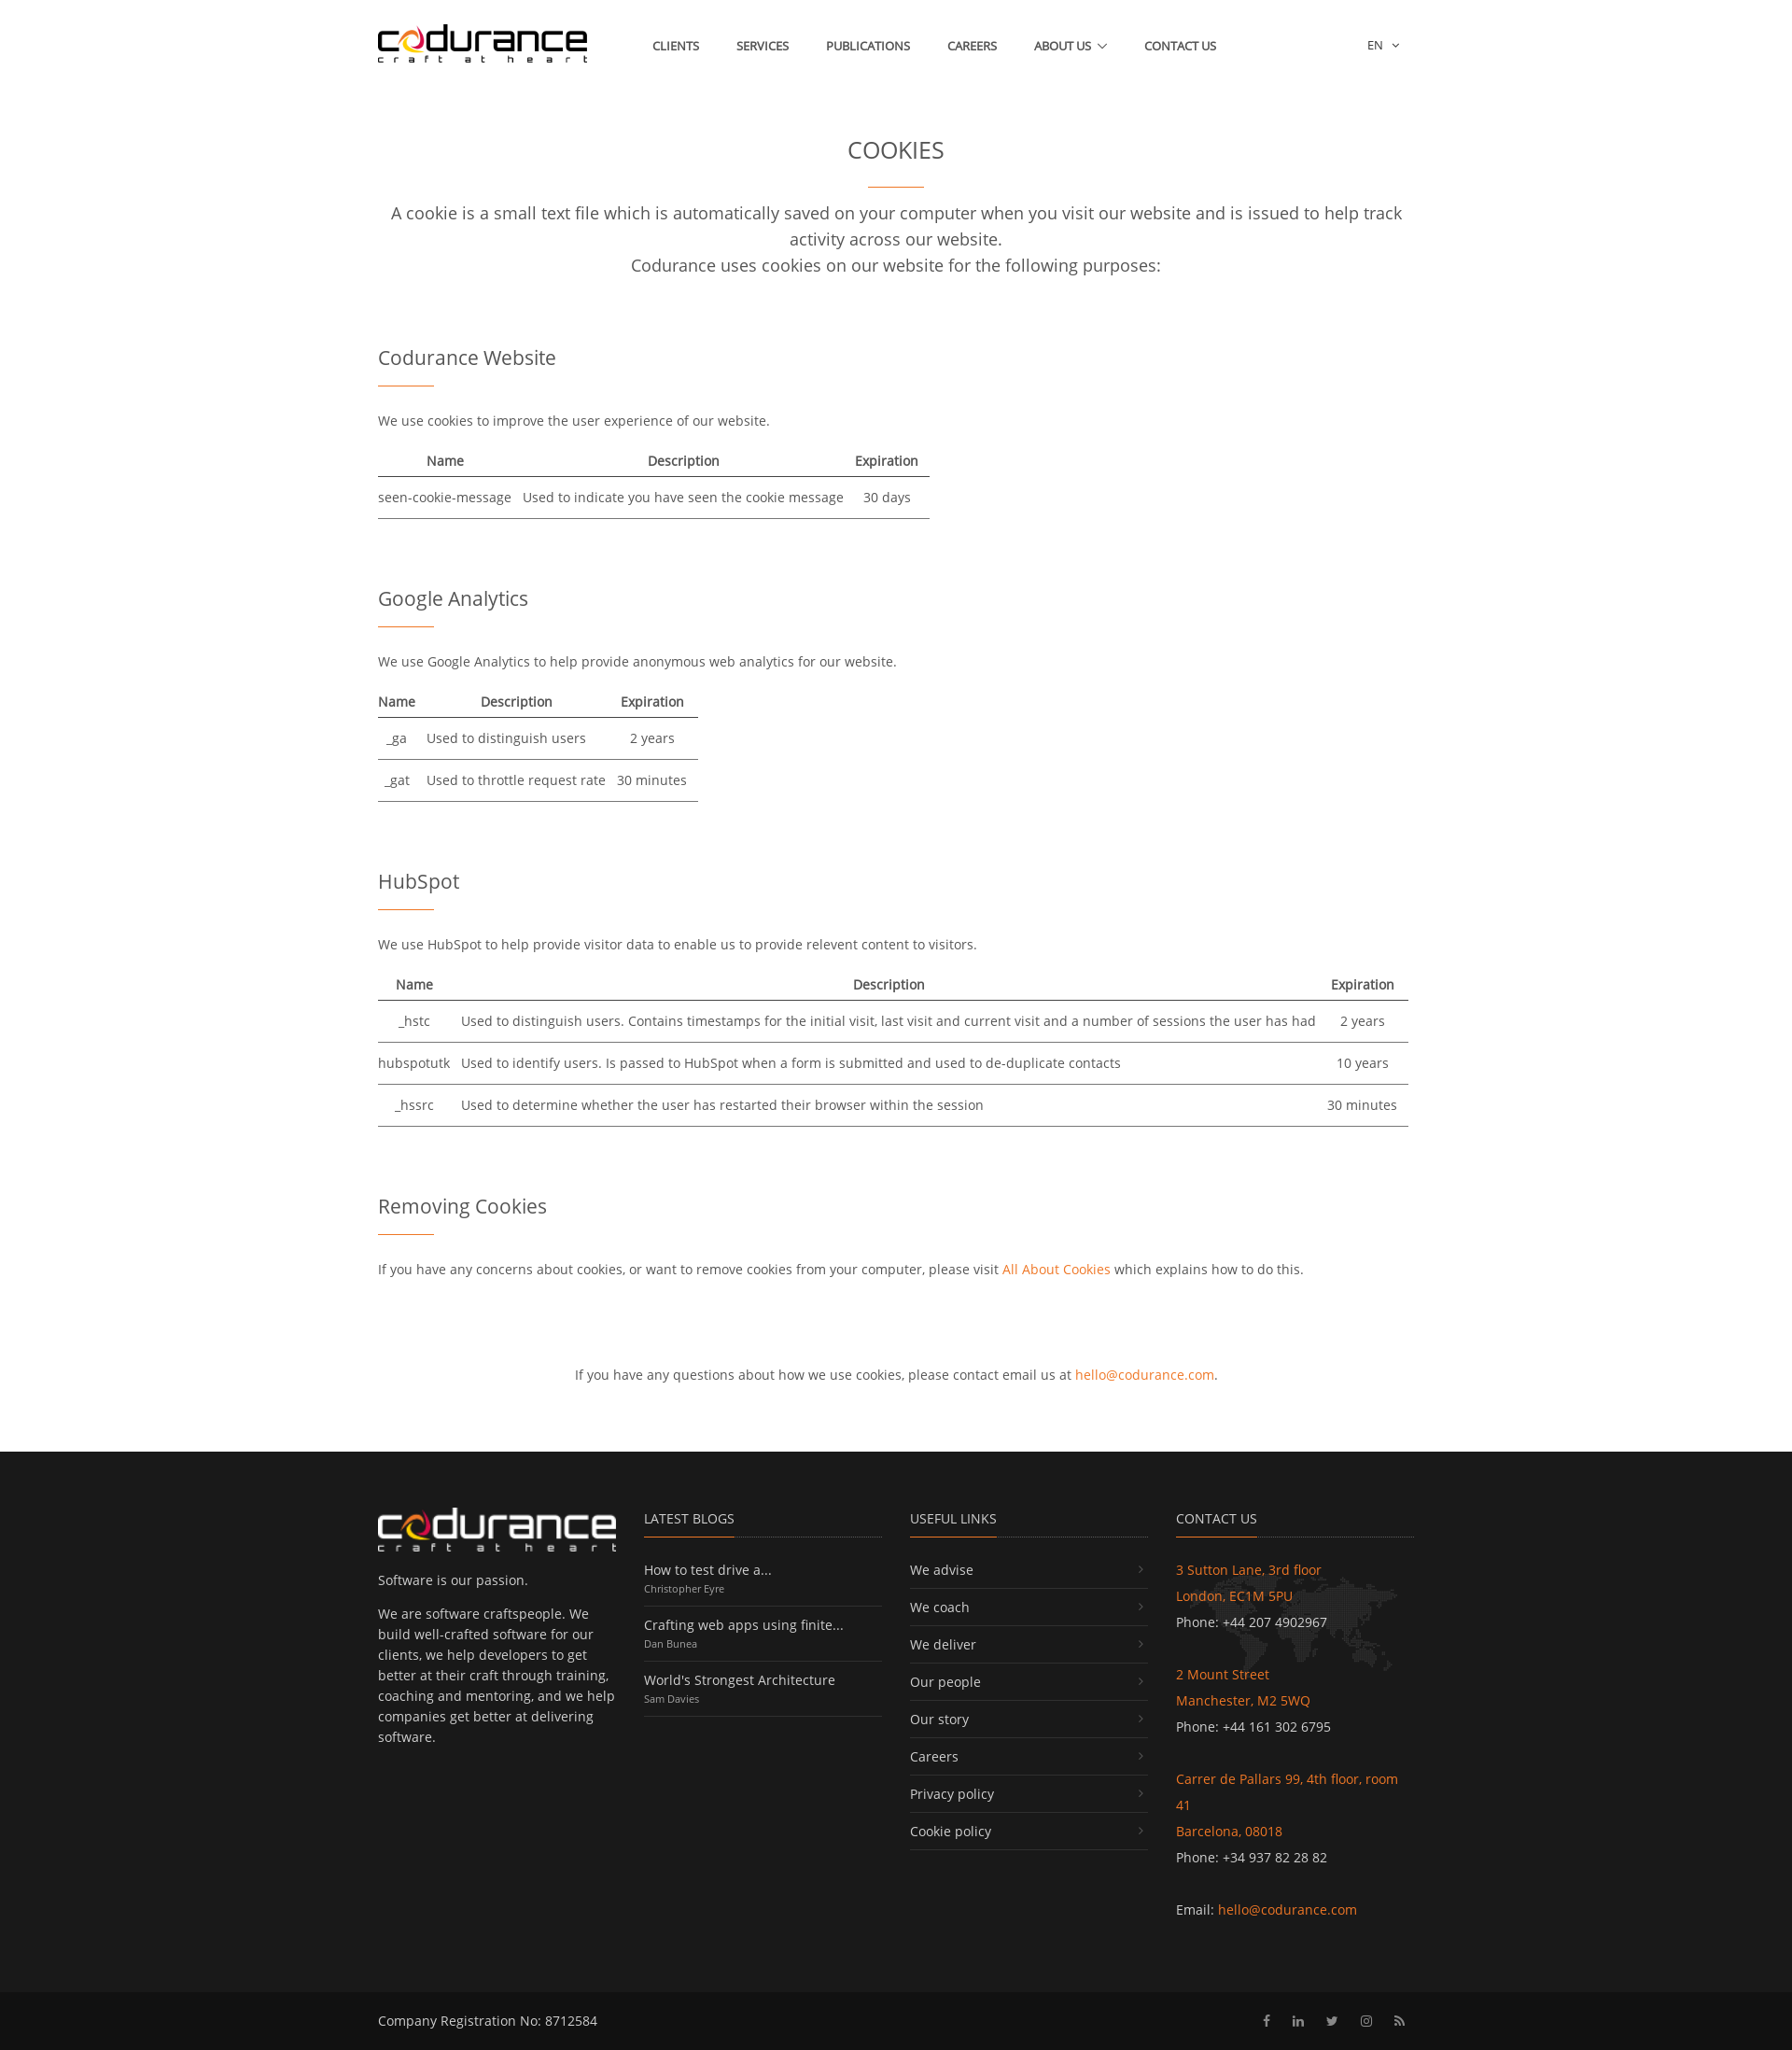 codurance
craft at heart
CLIENTS
SERVICES
PUBLICATIONS
CAREERS
ABOUT US
CONTACT US
EN
COOKIES
A cookie is a small text file which is automatically saved on your computer when you visit our website and is issued to help track
activity across our website.
Codurance uses cookies on our website for the following purposes:
Codurance Website
We use cookies to improve the user experience of our website.
Name Description Expiration
seen-cookie-message Used to indicate you have seen the cookie message 30 days
Google Analytics
We use Google Analytics to help provide anonymous web analytics for our website.
Name Description Expiration
_ga Used to distinguish users 2 years
_gat Used to throttle request rate 30 minutes
HubSpot
We use HubSpot to help provide visitor data to enable us to provide relevent content to visitors.
Name Description Expiration
_hstc Used to distinguish users. Contains timestamps for the initial visit, last visit and current visit and a number of sessions the user has had 2 years
hubspotutk Used to identify users. Is passed to HubSpot when a form is submitted and used to de-duplicate contacts 10 years
_hssrc Used to determine whether the user has restarted their browser within the session 30 minutes
Removing Cookies
If you have any concerns about cookies, or want to remove cookies from your computer, please visit All About Cookies which explains how to do this.
If you have any questions about how we use cookies, please contact email us at hello@codurance.com.
codurance
craft at heart
Software is our passion.
We are software craftspeople. We
build well-crafted software for our
clients, we help developers to get
better at their craft through training,
coaching and mentoring, and we help
companies get better at delivering
software.
LATEST BLOGS
How to test drive a...
Christopher Eyre
Crafting web apps using finite...
Dan Bunea
World's Strongest Architecture
Sam Davies
USEFUL LINKS
We advise
We coach
We deliver
Our people
Our story
Careers
Privacy policy
Cookie policy
CONTACT US
3 Sutton Lane, 3rd floor
London, EC1M 5PU
Phone: +44 207 4902967
2 Mount Street
Manchester, M2 5WQ
Phone: +44 161 302 6795
Carrer de Pallars 99, 4th floor, room
41
Barcelona, 08018
Phone: +34 937 82 28 82
Email: hello@codurance.com
Company Registration No: 8712584